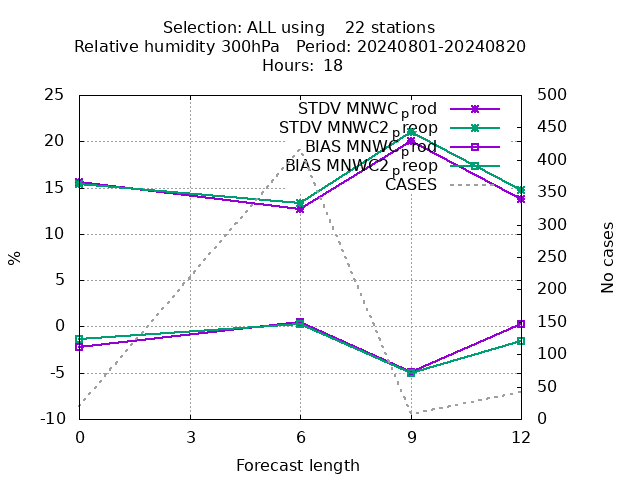 Selection: ALL using    22 stations
Relative humidity 300hPa   Period: 20240801-20240820
Hours: 18
STDV MNWC_prod
STDV MNWC2_preop
BIAS MNWC_prod
BIAS MNWC2_preop
CASES
25
20
15
10
5
0
-5
-10
%
500
450
400
350
300
250
200
150
100
50
0
No cases
0 3 6 9 12
Forecast length